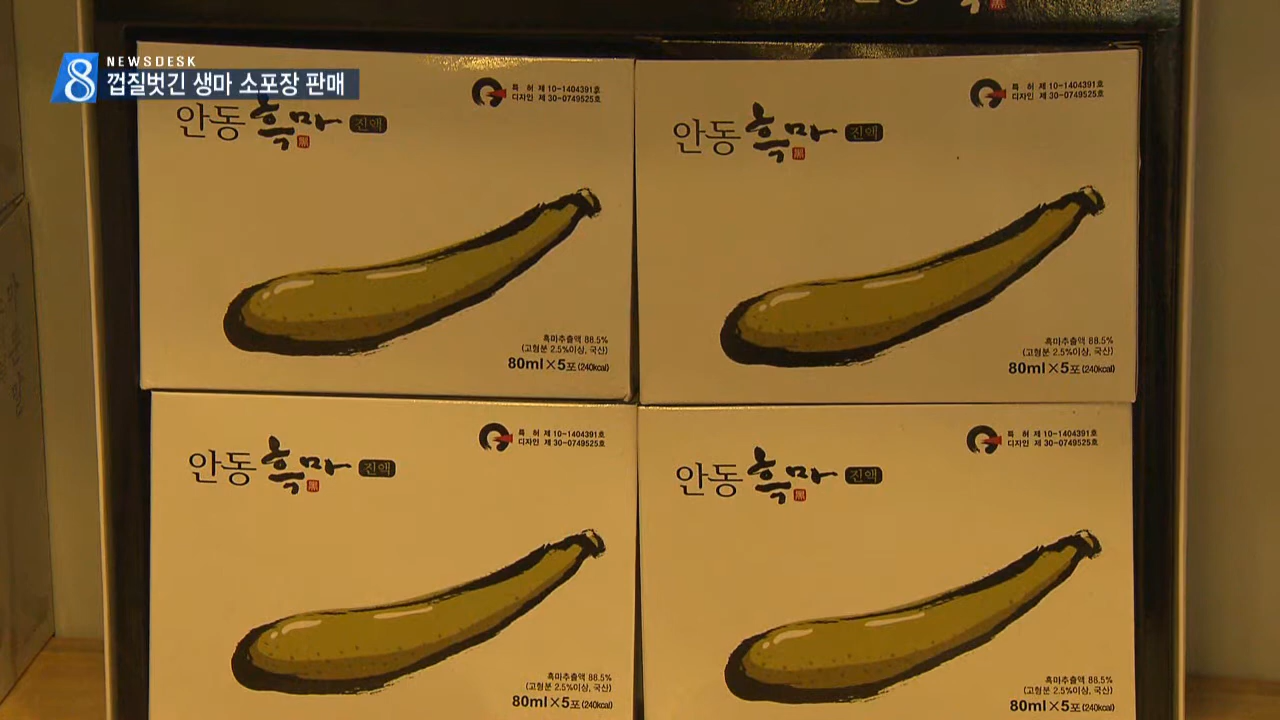 8 NEWSDESK
껍질벗긴 생마 소포장 판매
특 허 제 10-1404391호
디자인 제 30-0749525호
안동흑마 진액
黑
흑마추출액 88.5%
(고형분 2.5%이상, 국산)
80ml×5포(240kcal)
특 허 제 10-1404391호
디자인 제 30-0749525호
안동흑마 진액
黑
흑마추출액 88.5%
(고형분 2.5%이상, 국산)
80ml×5포(240kcal)
특 허 제 10-1404391호
디자인 제 30-0749525호
안동흑마 진액
黑
흑마추출액 88.5%
(고형분 2.5%이상, 국산)
80ml×5포(240kcal)
특 허 제 10-1404391호
디자인 제 30-0749525호
안동흑마 진액
黑
흑마추출액 88.5%
(고형분 2.5%이상, 국산)
80ml×5포(240kcal)